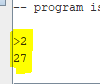 -- program is
>2
27